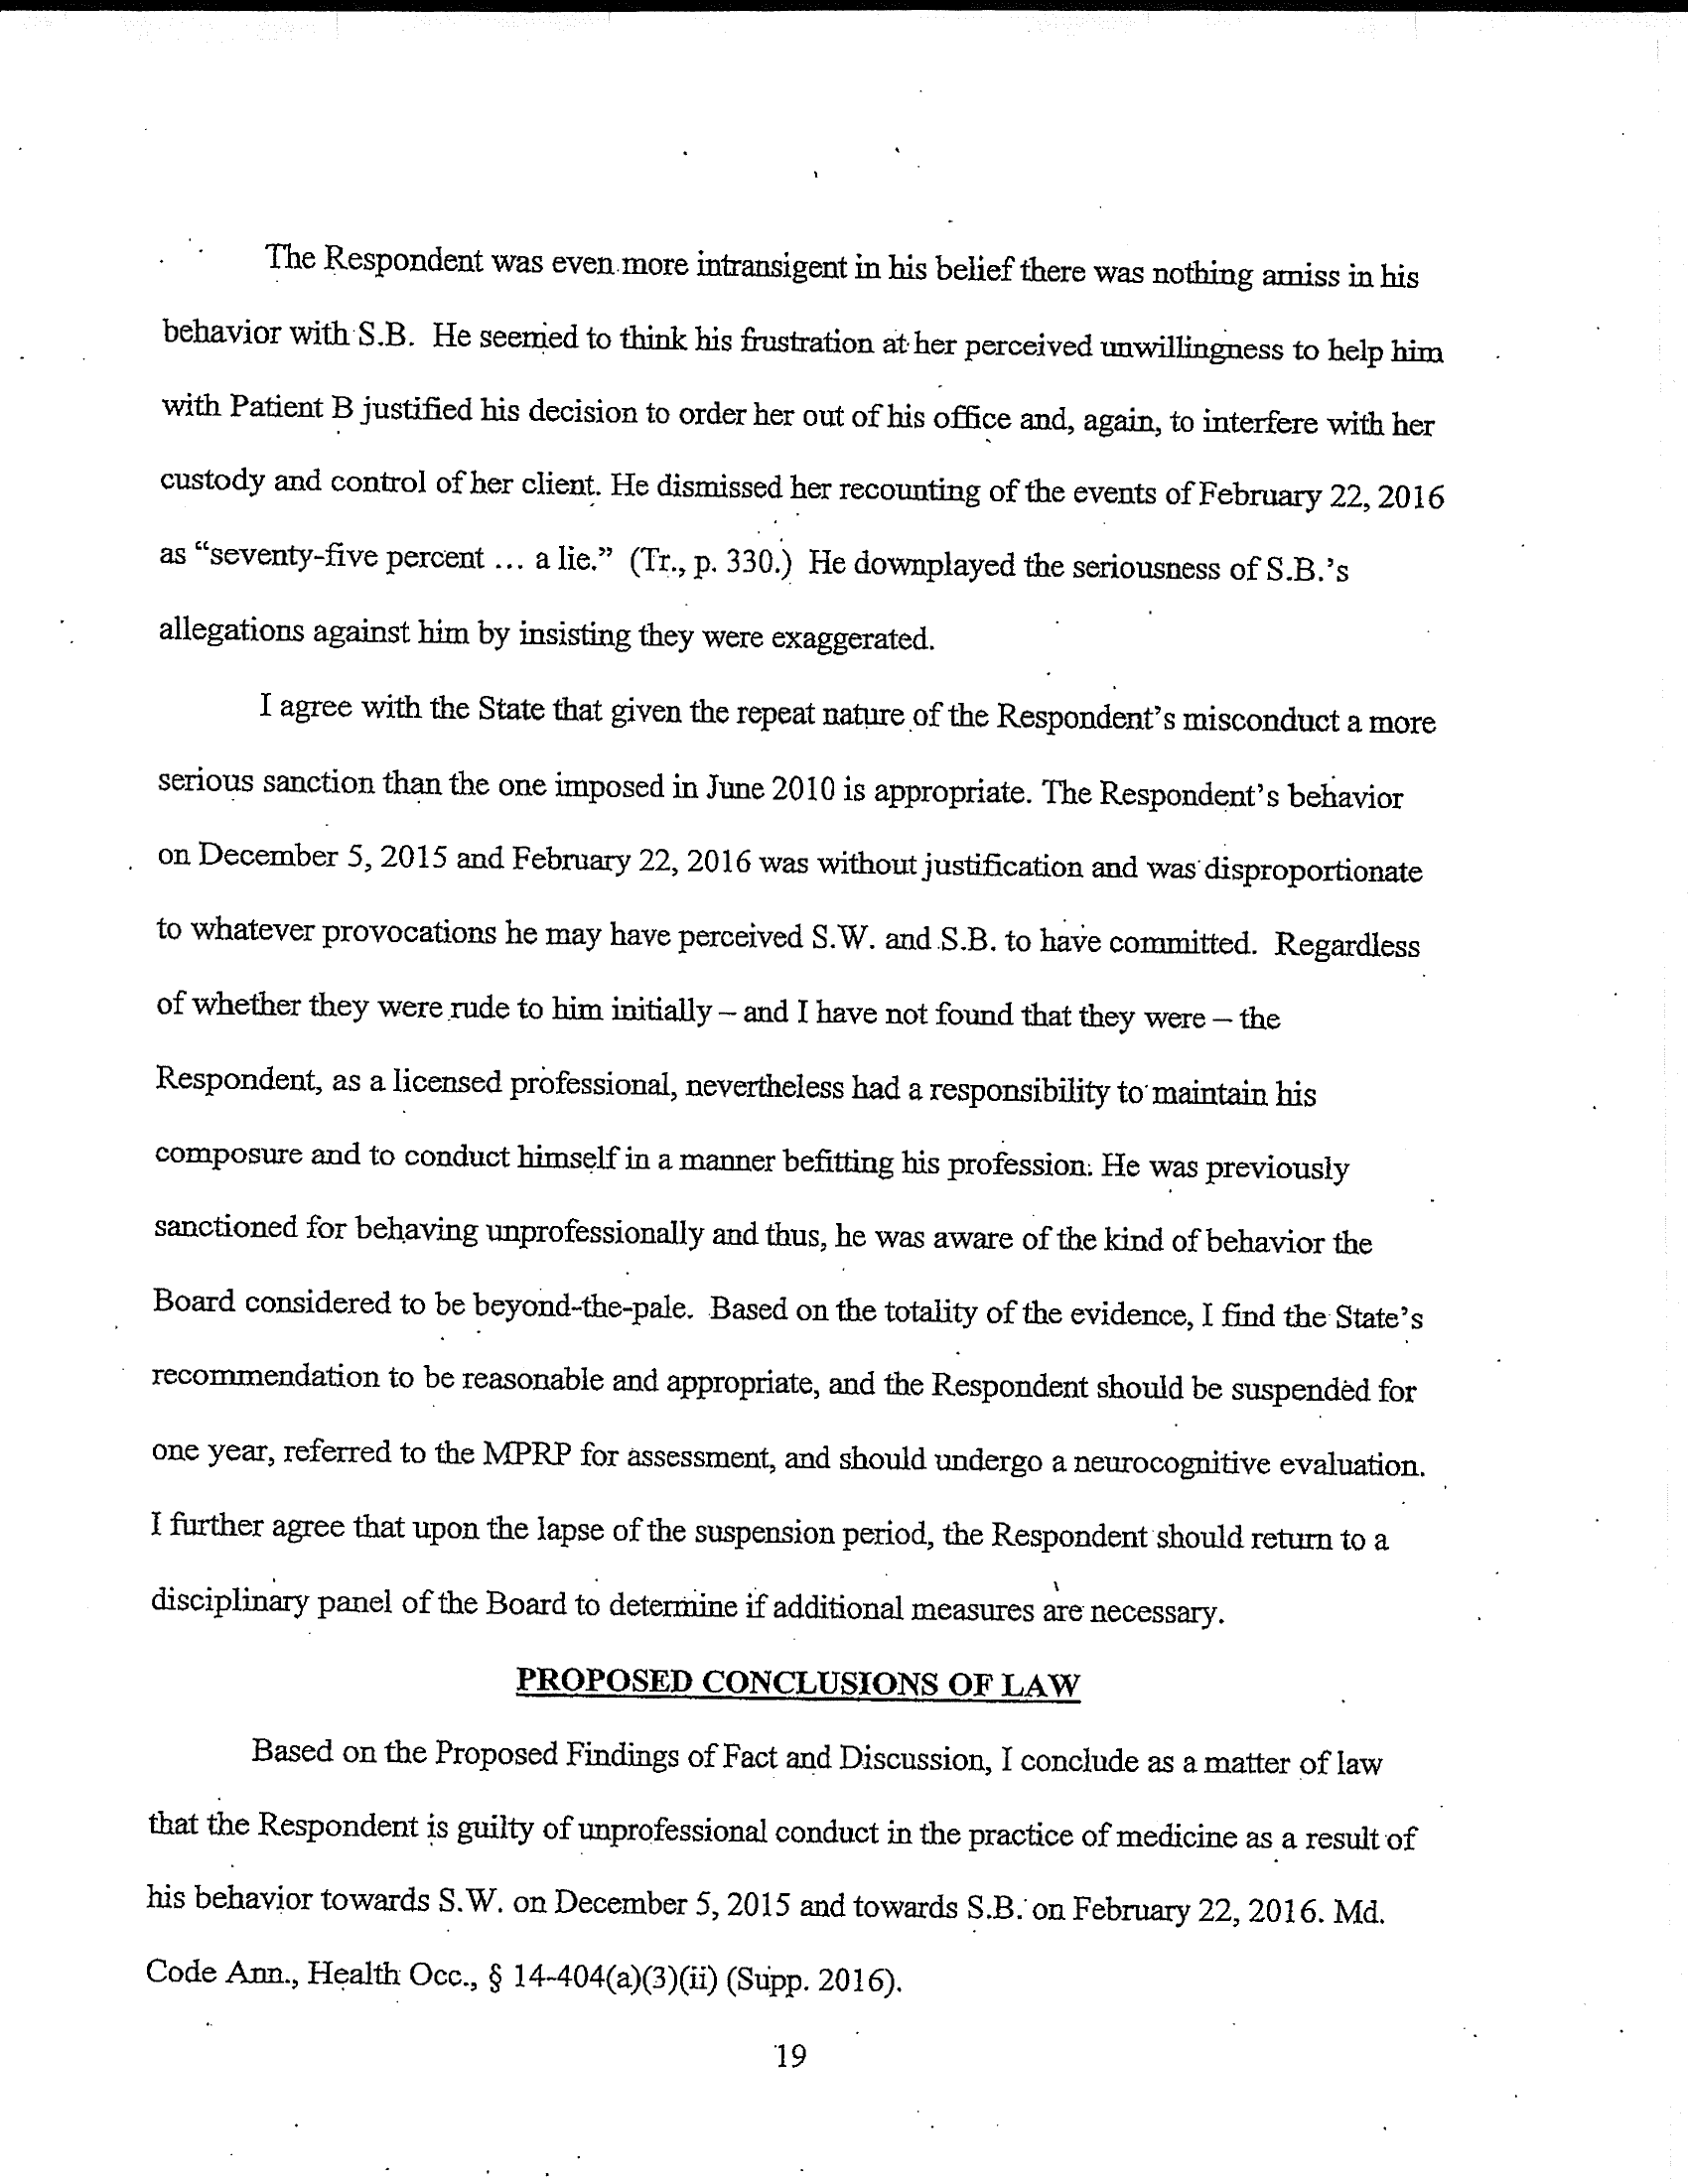 The Respondent was even more intransigent in his belief there was nothing amiss in his
behavior with S.B. He seemed to think his frustration at her perceived unwillingness to help him
with Patient B justified his decision to order her out of his office and, again, to interfere with her
custody and control of her client. He dismissed her recounting of the events of February 22, 2016
as “seventy-five percent ... a lie.” (Tr., p. 330.) He downplayed the seriousness of S.B.’s
allegations against him by insisting they were exaggerated.
I agree with the State that given the repeat nature of the Respondent’s misconduct a more
serious sanction than the one imposed in June 2010 is appropriate. The Respondent’s behavior
on December 5, 2015 and February 22, 2016 was without justification and was disproportionate
to whatever provocations he may have perceived S.W. and S.B. to have committed. Regardless
of whether they were rude to him initially – and I have not found that they were – the
Respondent, as a licensed professional, nevertheless had a responsibility to maintain his
composure and to conduct himself in a manner befitting his profession. He was previously
sanctioned for behaving unprofessionally and thus, he was aware of the kind of behavior the
Board considered to be beyond-the-pale. Based on the totality of the evidence, I find the State’s
recommendation to be reasonable and appropriate, and the Respondent should be suspended for
one year, referred to the MPRP for assessment, and should undergo a neurocognitive evaluation.
I further agree that upon the lapse of the suspension period, the Respondent should return to a
disciplinary panel of the Board to determine if additional measures are necessary.
PROPOSED CONCLUSIONS OF LAW
Based on the Proposed Findings of Fact and Discussion, I conclude as a matter of law
that the Respondent is guilty of unprofessional conduct in the practice of medicine as a result of
his behavior towards S.W. on December 5, 2015 and towards S.B. on February 22, 2016. Md.
Code Ann., Health Occ., § 14-404(a)(3)(ii) (Supp. 2016).
19